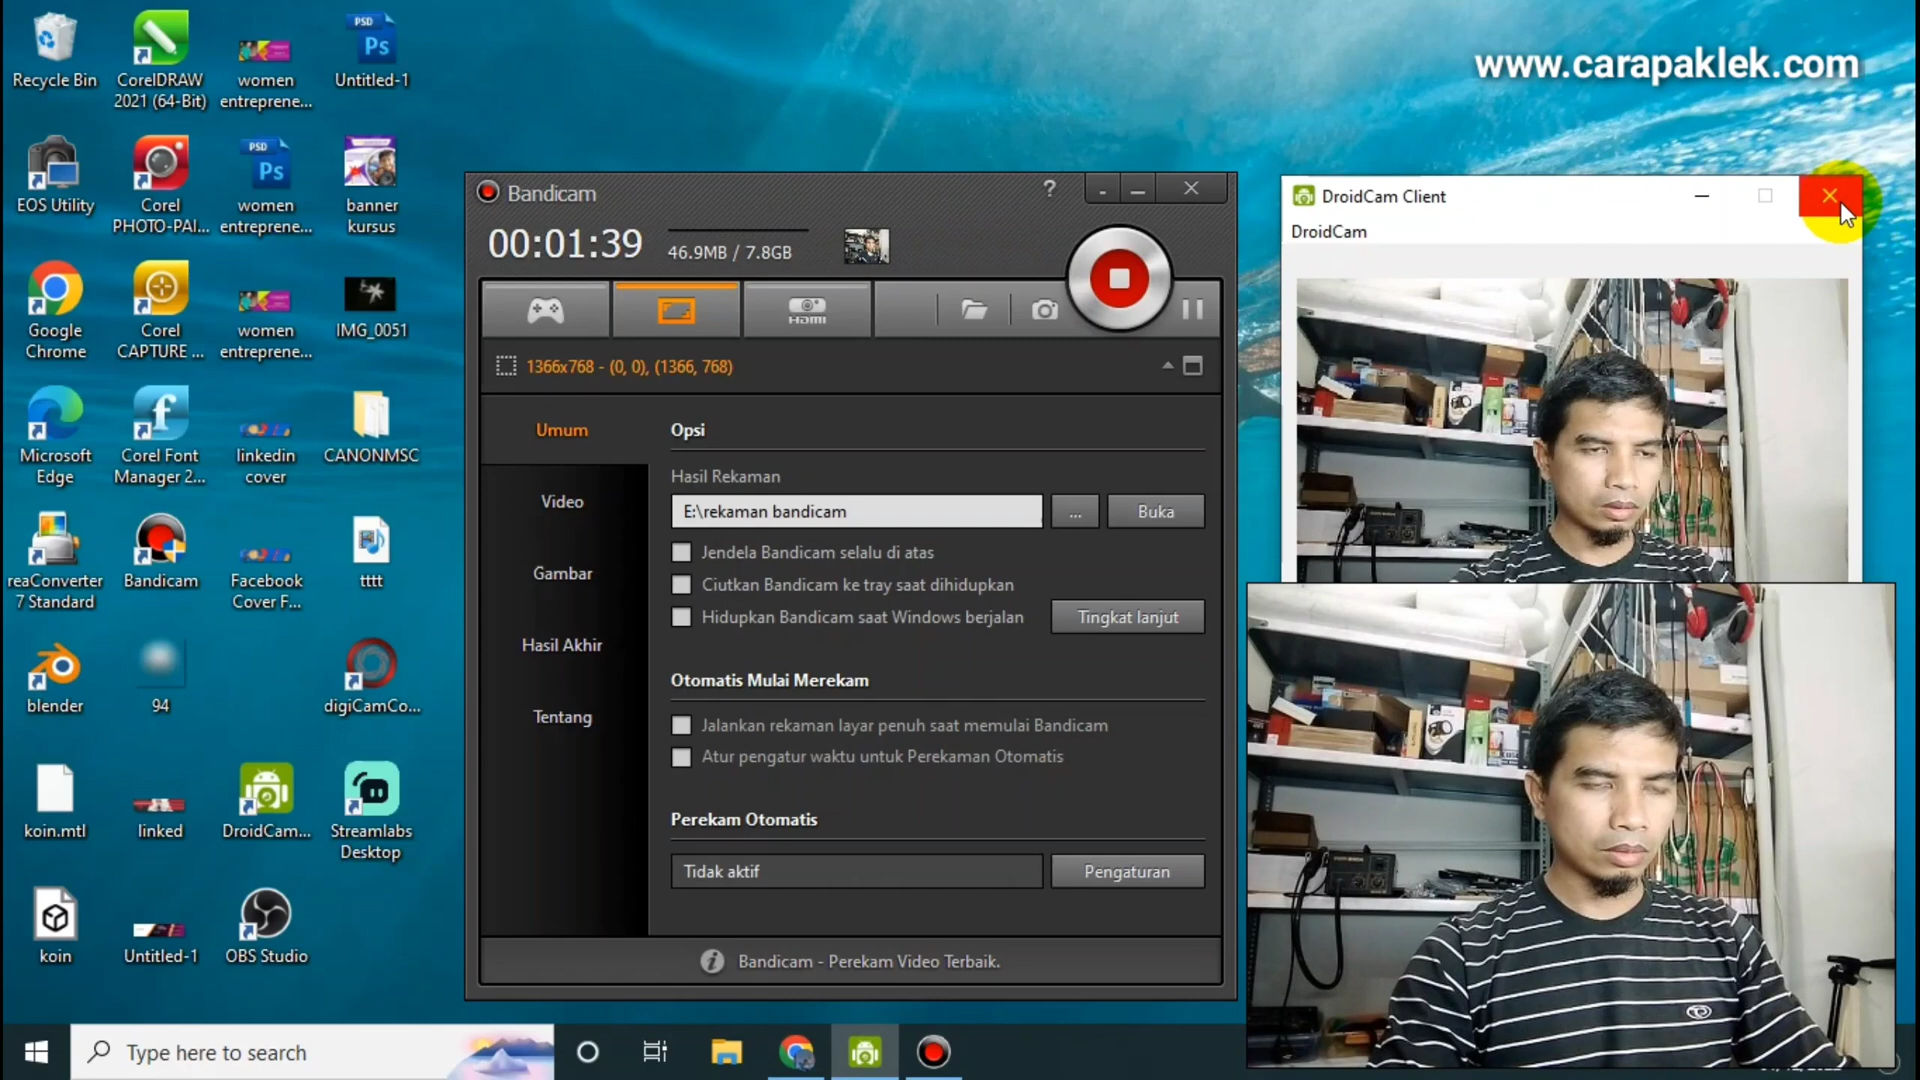 Recycle Bin
CorelDRAW
2021 (64-Bit)
women
entreprene...
PSD
Ps
Untitled-1
www.carapaklek.com
EOS Utility
Corel
PHOTO-PAI...
PSD
Ps
women
entreprene...
banner
kursus
Google
Chrome
Corel
CAPTURE ...
women
entreprene...
IMG_0051
Microsoft
Edge
Corel Font
Manager 2...
linkedin
cover
CANONMSC
reaConverter
7 Standard
Bandicam
Facebook
Cover F...
tttt
blender
94
digiCamCo...
koin.mtl
linked
DroidCam...
Streamlabs
Desktop
koin
Untitled-1
OBS Studio
Bandicam
?
00:01:39
46.9MB / 7.8GB
HDMI
1366x768 - (0, 0), (1366, 768)
Umum
Video
Gambar
Hasil Akhir
Tentang
Opsi
Hasil Rekaman
E:\rekaman bandicam
...
Buka
Jendela Bandicam selalu di atas
Ciutkan Bandicam ke tray saat dihidupkan
Hidupkan Bandicam saat Windows berjalan
Tingkat lanjut
Otomatis Mulai Merekam
Jalankan rekaman layar penuh saat memulai Bandicam
Atur pengatur waktu untuk Perekaman Otomatis
Perekam Otomatis
Tidak aktif
Pengaturan
Bandicam - Perekam Video Terbaik.
DroidCam Client
DroidCam
Type here to search